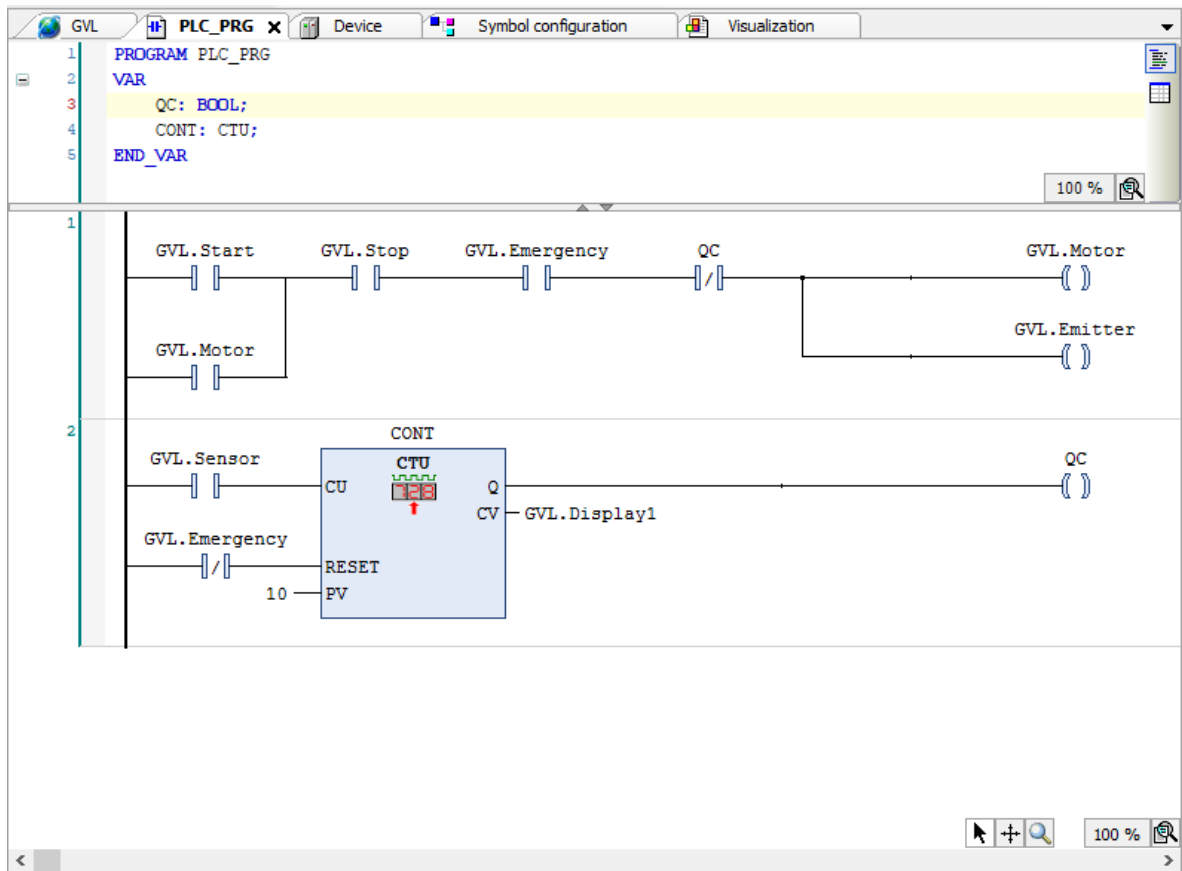 GVL PLC_PRG X Device Symbol configuration Visualization
1 PROGRAM PLC_PRG
2 VAR
3 QC: BOOL;
4 CONT: CTU;
5 END_VAR
100 %
1
GVL.Start GVL.Stop GVL.Emergency QC GVL.Motor
GVL.Emitter
GVL.Motor
2
CONT
GVL.Sensor CTU QC
CU Q
CV GVL.Display1
GVL.Emergency
RESET
10 PV
100 %